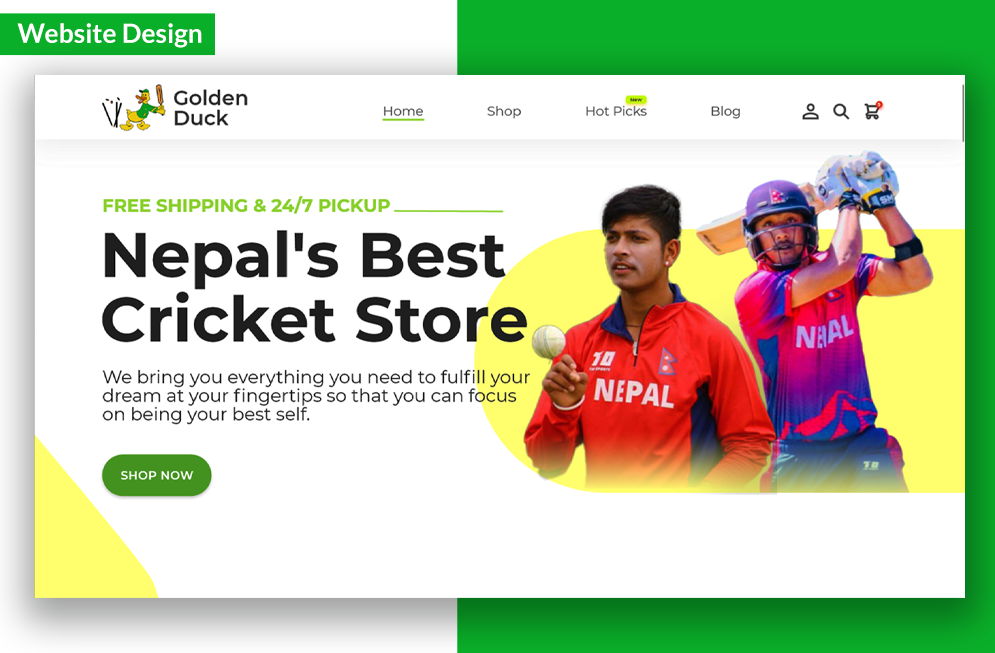 Website Design
Golden
Duck
Home
Shop
New
Hot Picks
Blog
FREE SHIPPING & 24/7 PICKUP
Nepal's Best
Cricket Store
We bring you everything you need to fulfill your
dream at your fingertips so that you can focus
on being your best self.
SHOP NOW
NEPAL
NEPAL